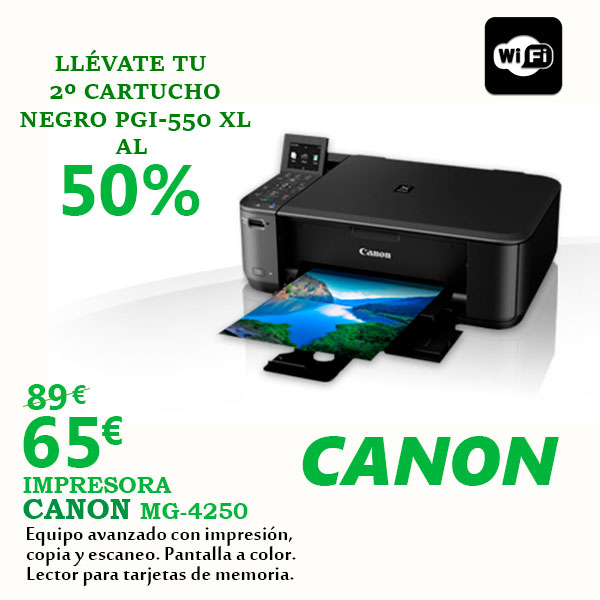 Wi Fi
LLÉVATE TU
2º CARTUCHO
NEGRO PGI-550 XL
AL
50%
Canon
89€
65€
CANON
IMPRESORA
CANON MG-4250
Equipo avanzado con impresión,
copia y escaneo. Pantalla a color.
Lector para tarjetas de memoria.